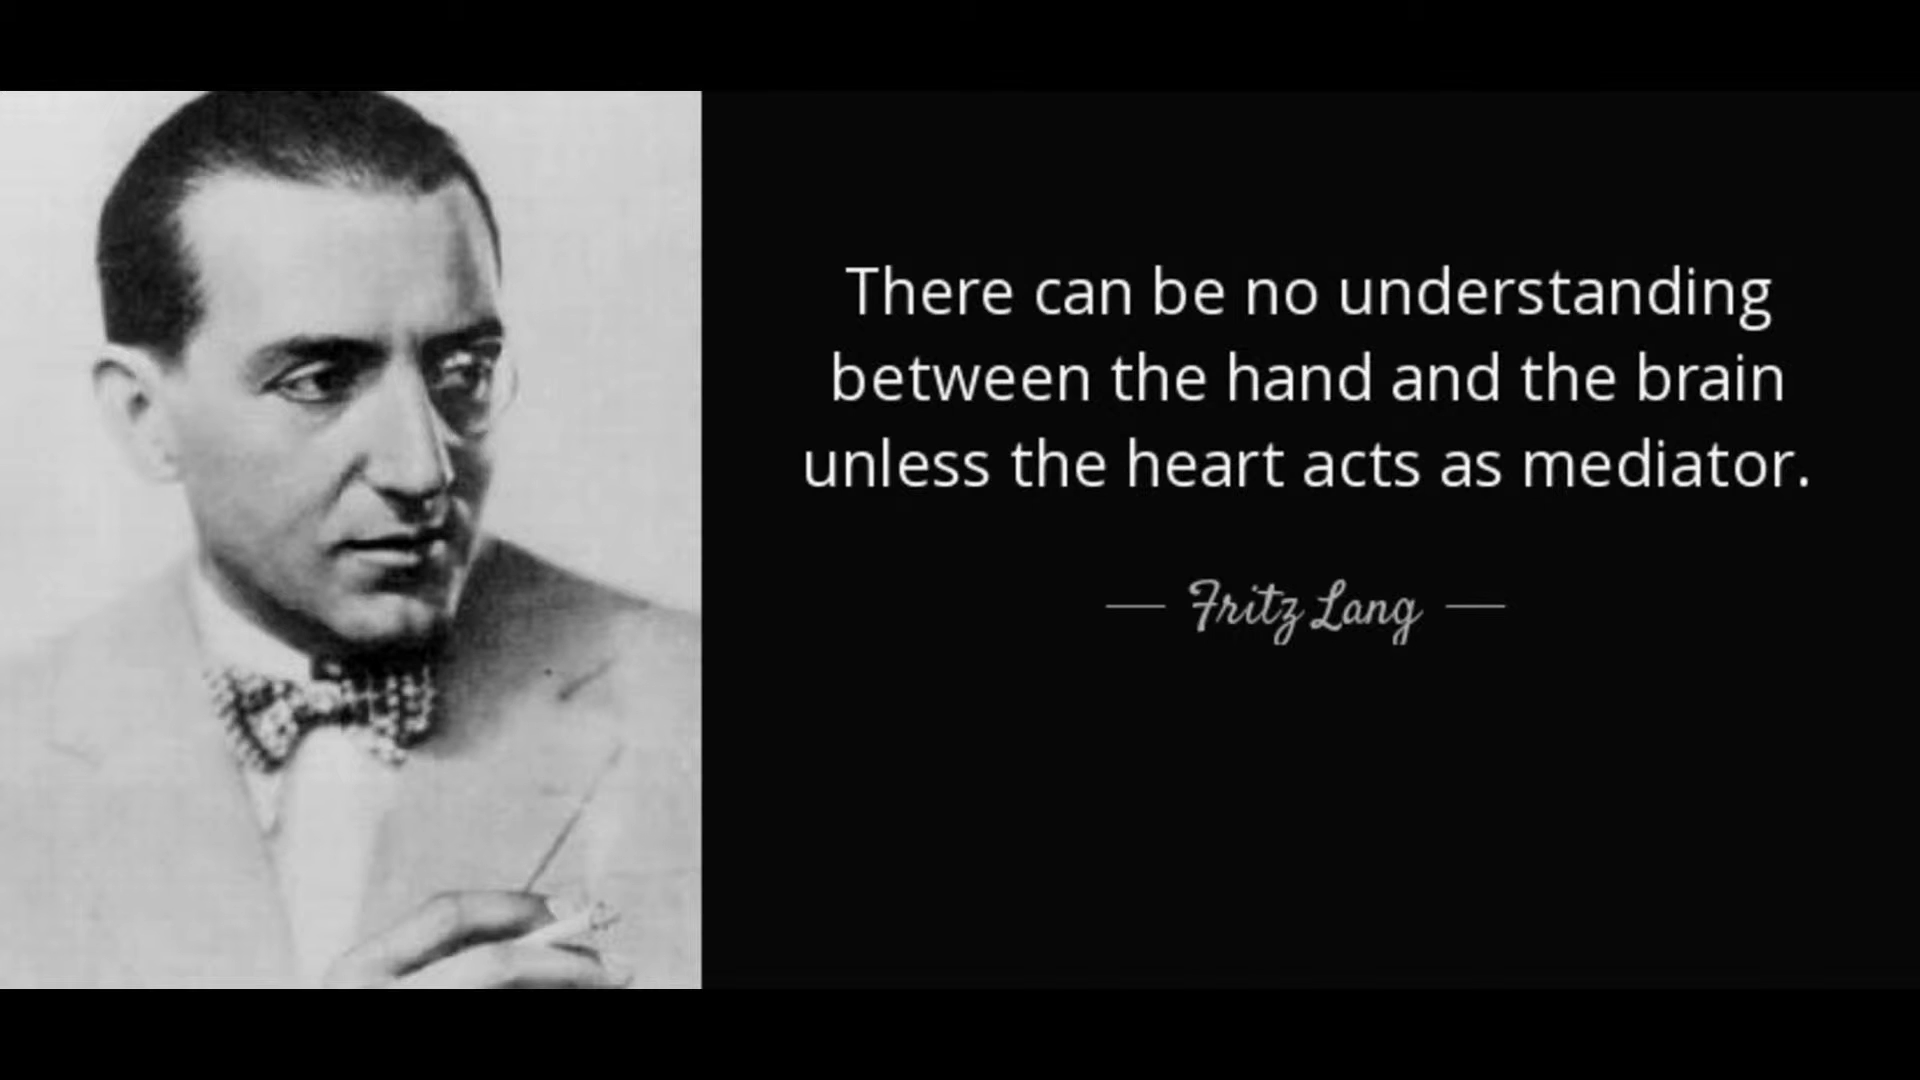 There can be no understanding
between the hand and the brain
unless the heart acts as mediator.
— Fritz Lang —